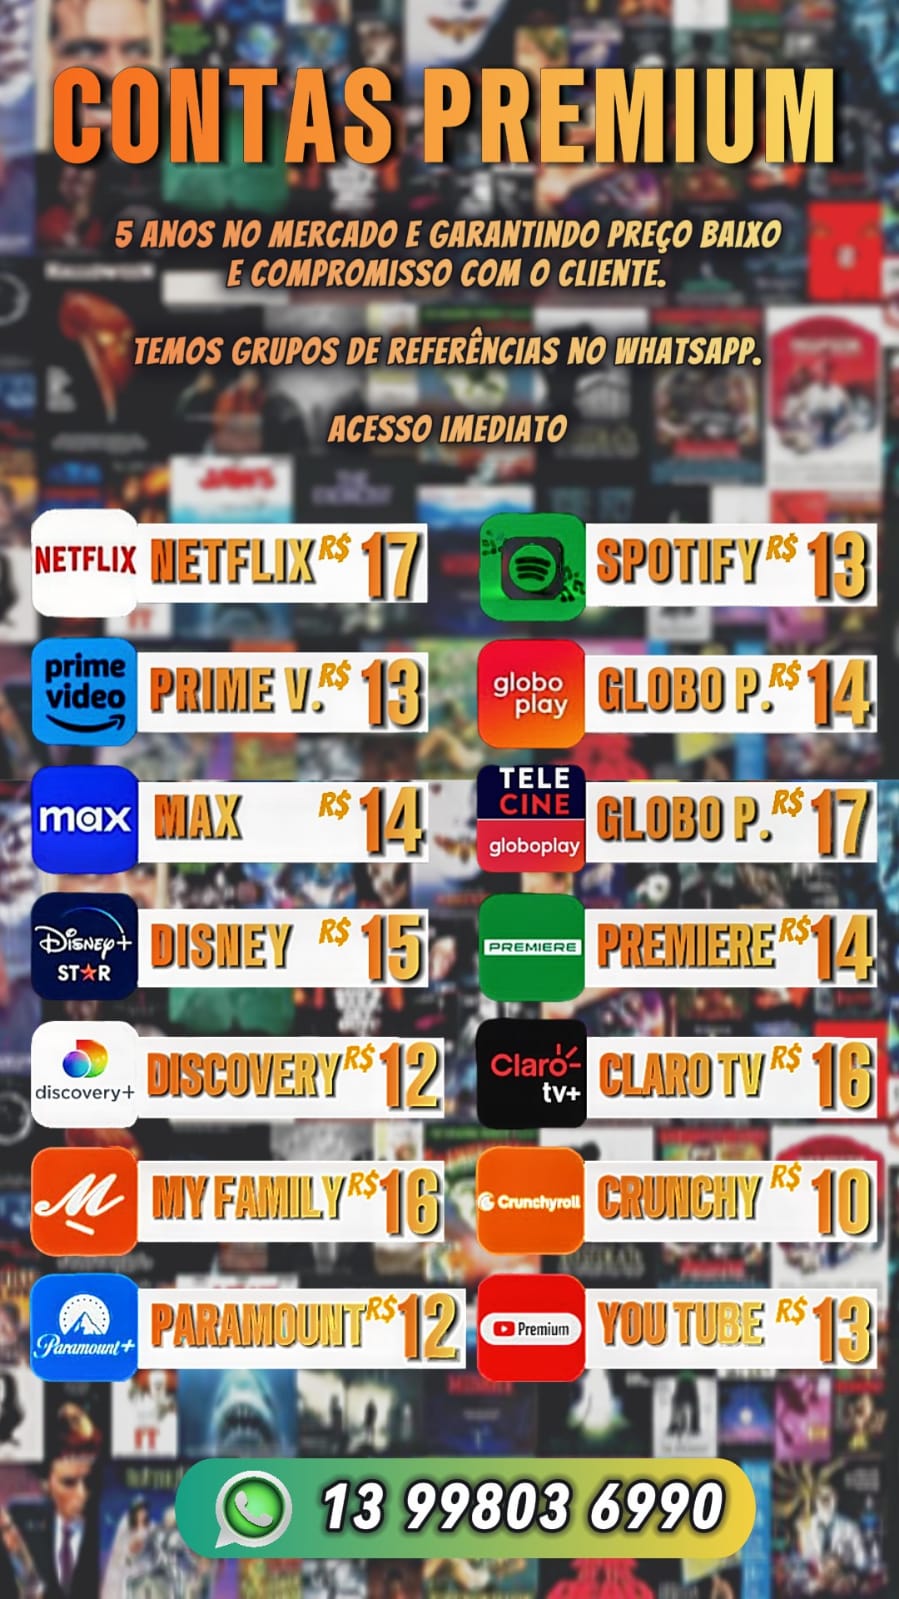 CONTAS PREMIUM
5 ANOS NO MERCADO E GARANTINDO PREÇO BAIXO
E COMPROMISSO COM O CLIENTE.
TEMOS GRUPOS DE REFERÊNCIAS NO WHATSAPP.
ACESSO IMEDIATO
NETFLIX NETFLIX R$ 17
SPOTIFY R$ 13
prime
video PRIME V. R$ 13
globo
play GLOBO P. R$ 14
max MAX R$ 14
TELE
CINE
globoplay GLOBO P. R$ 17
Disney+
STAR DISNEY R$ 15
PREMIERE PREMIERE R$ 14
discovery+ DISCOVERY R$ 12
Claro
tv+ CLARO TV R$ 16
M MY FAMILY R$ 16
Crunchyroll CRUNCHY R$ 10
Paramount+ PARAMOUNT R$ 12
Premium YOU TUBE R$ 13
13 99803 6990